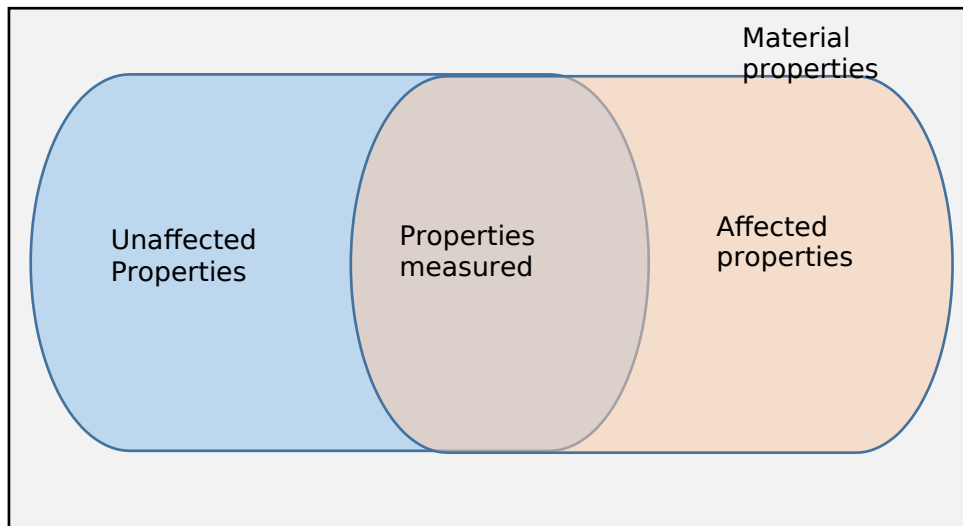 Material
properties
Unaffected
Properties
Properties
measured
Affected
properties